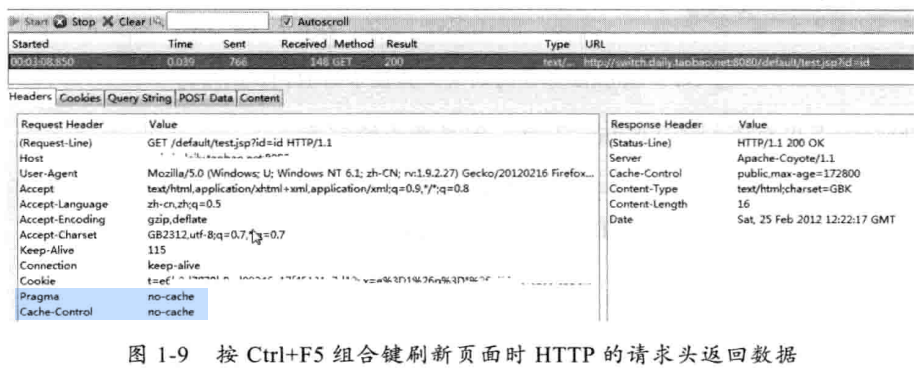 Start Stop Clear Autoscroll
Started Time Sent Received Method Result Type URL
00:03:08.850 0.039 766 148 GET 200 text/... http://switch.daily.taobao.net:8080/default/test.jsp?id=id
Headers Cookies Query String POST Data Content
Request Header Value Response Header Value
(Request-Line) GET /default/test.jsp?id=id HTTP/1.1 (Status-Line) HTTP/1.1 200 OK
Host Server Apache-Coyote/1.1
User-Agent Mozilla/5.0 (Windows; U; Windows NT 6.1; zh-CN; rv:1.9.2.27) Gecko/20120216 Firefox... Cache-Control public,max-age=172800
Accept text/html,application/xhtml+xml,application/xml;q=0.9,*/*;q=0.8 Content-Type text/html;charset=GBK
Accept-Language zh-cn,zh;q=0.5 Content-Length 16
Accept-Encoding gzip,deflate Date Sat, 25 Feb 2012 12:22:17 GMT
Accept-Charset GB2312,utf-8;q=0.7,*;q=0.7
Keep-Alive 115
Connection keep-alive
Cookie
Pragma no-cache
Cache-Control no-cache
图 1-9 按 Ctrl+F5 组合键刷新页面时 HTTP 的请求头返回数据